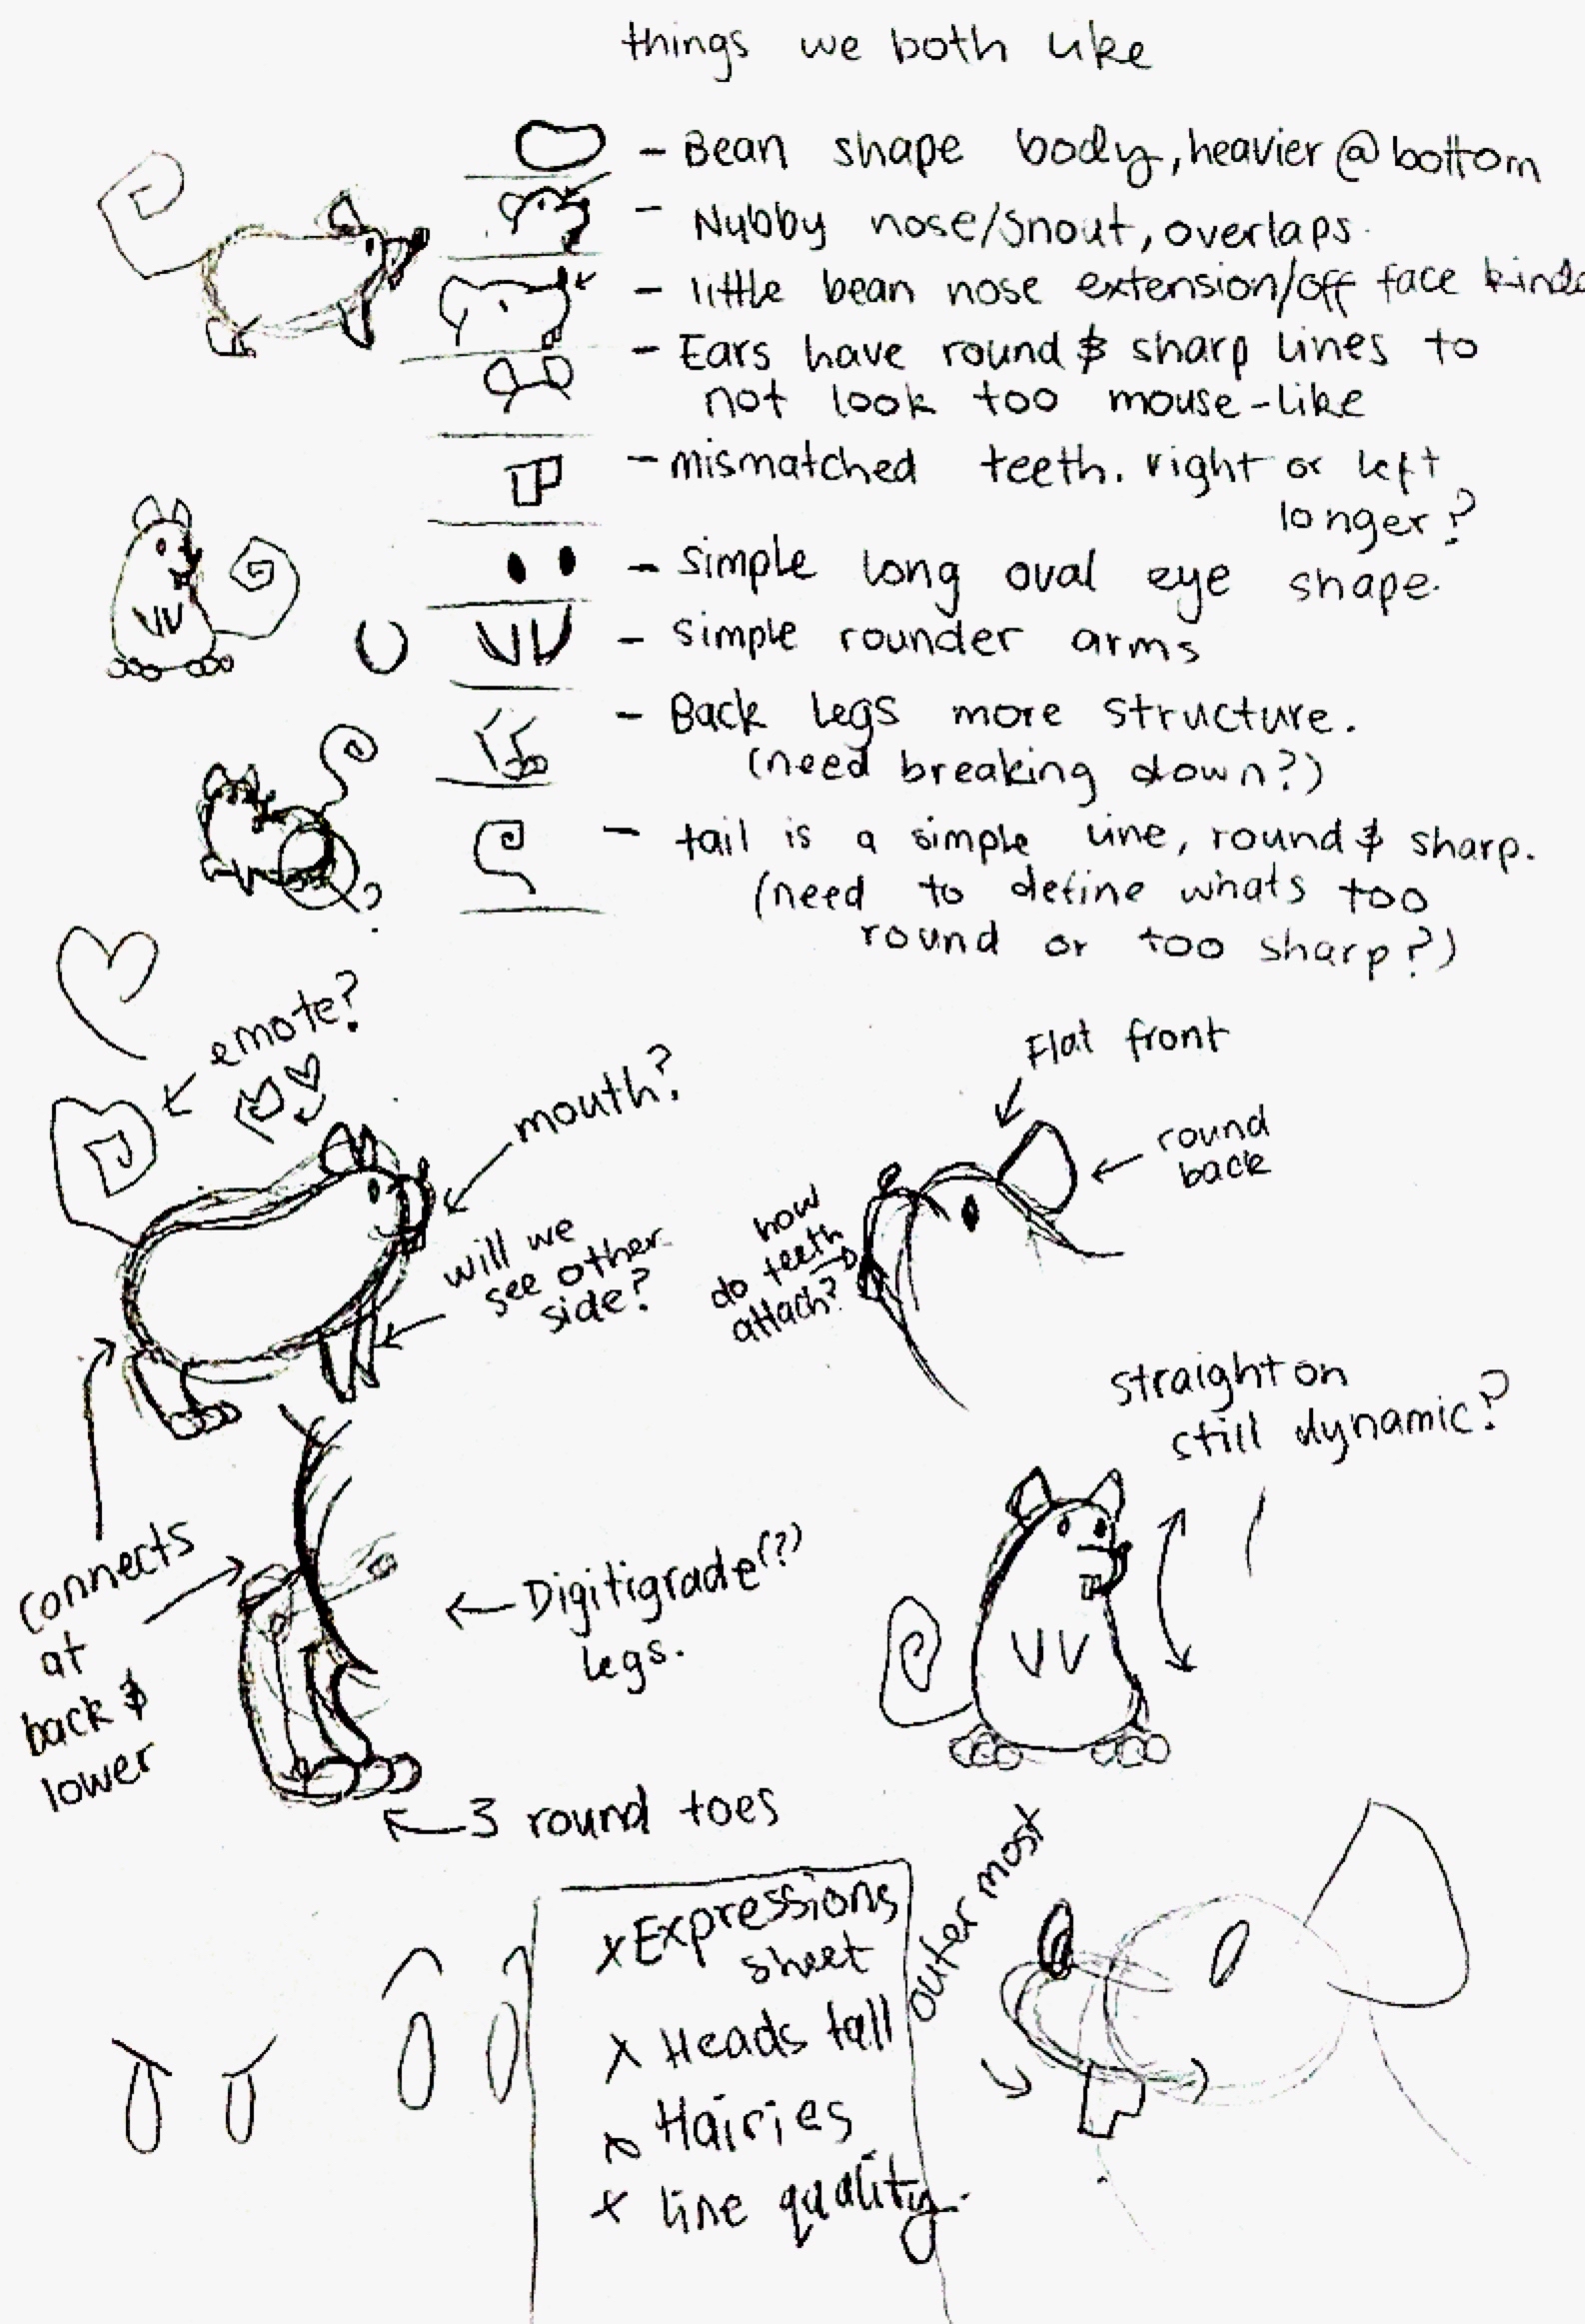 things we both like
- Bean shape body, heavier @ bottom
- Nubby nose/snout, overlaps.
- little bean nose extension/off face kinda
- Ears have round & sharp lines to
not look too mouse-like
- mismatched teeth. right or left
longer?
- simple long oval eye shape.
- simple rounder arms
- Back legs more structure.
(need breaking down?)
- tail is a simple line, round & sharp.
(need to define whats too
round or too sharp?)
?
emote?
mouth?
will we
see other
side?
Flat front
round
back
how
do teeth
attach?
straight on
still dynamic?
connects
at
back &
lower
Digitigrade(?)
legs.
3 round toes
x Expressions
sheet
x Heads tall
x Hairies
x line quality.
outer most